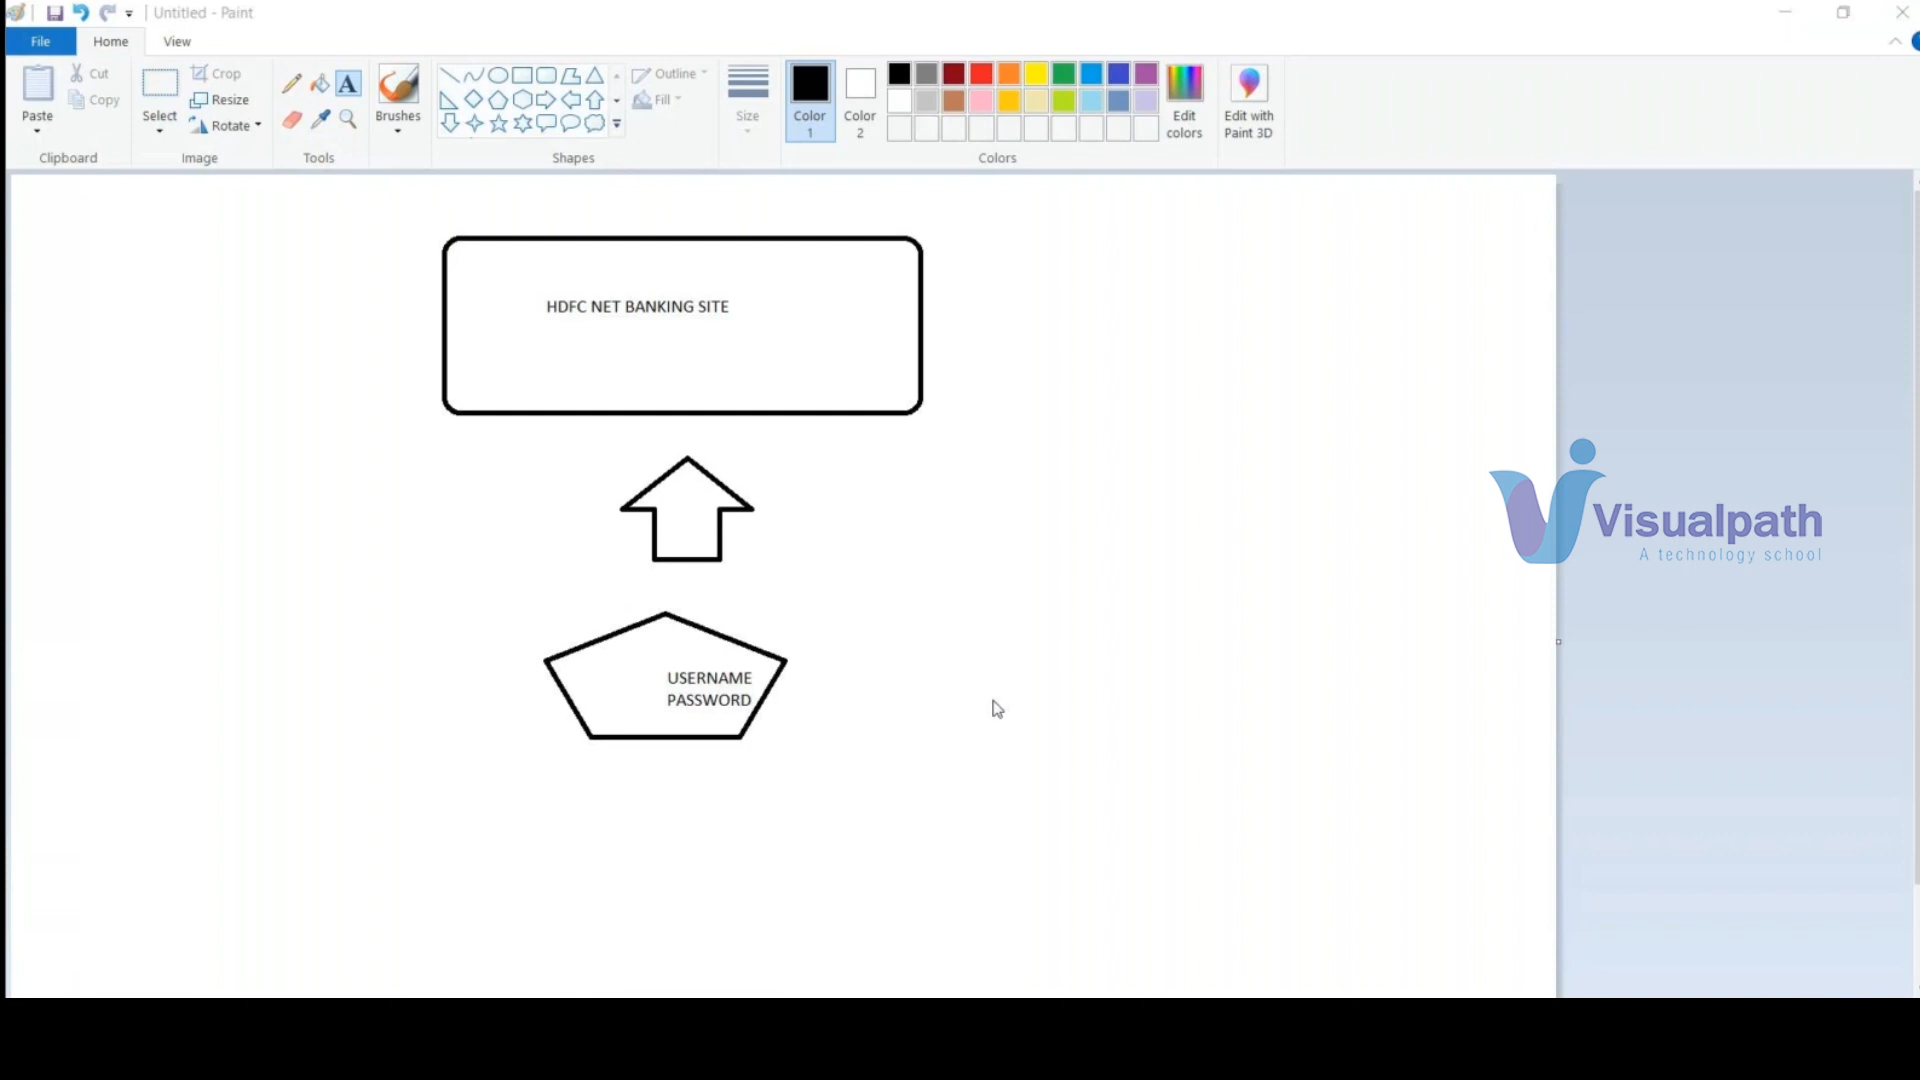 Untitled - Paint
File Home View
Paste
Cut
Copy
Clipboard
Select
Crop
Resize
Rotate
Image
A
Tools
Brushes
Shapes
Outline
Fill
Size
Color 1
Color 2
Edit colors
Colors
Edit with Paint 3D
HDFC NET BANKING SITE
USERNAME
PASSWORD
Visualpath
A technology school